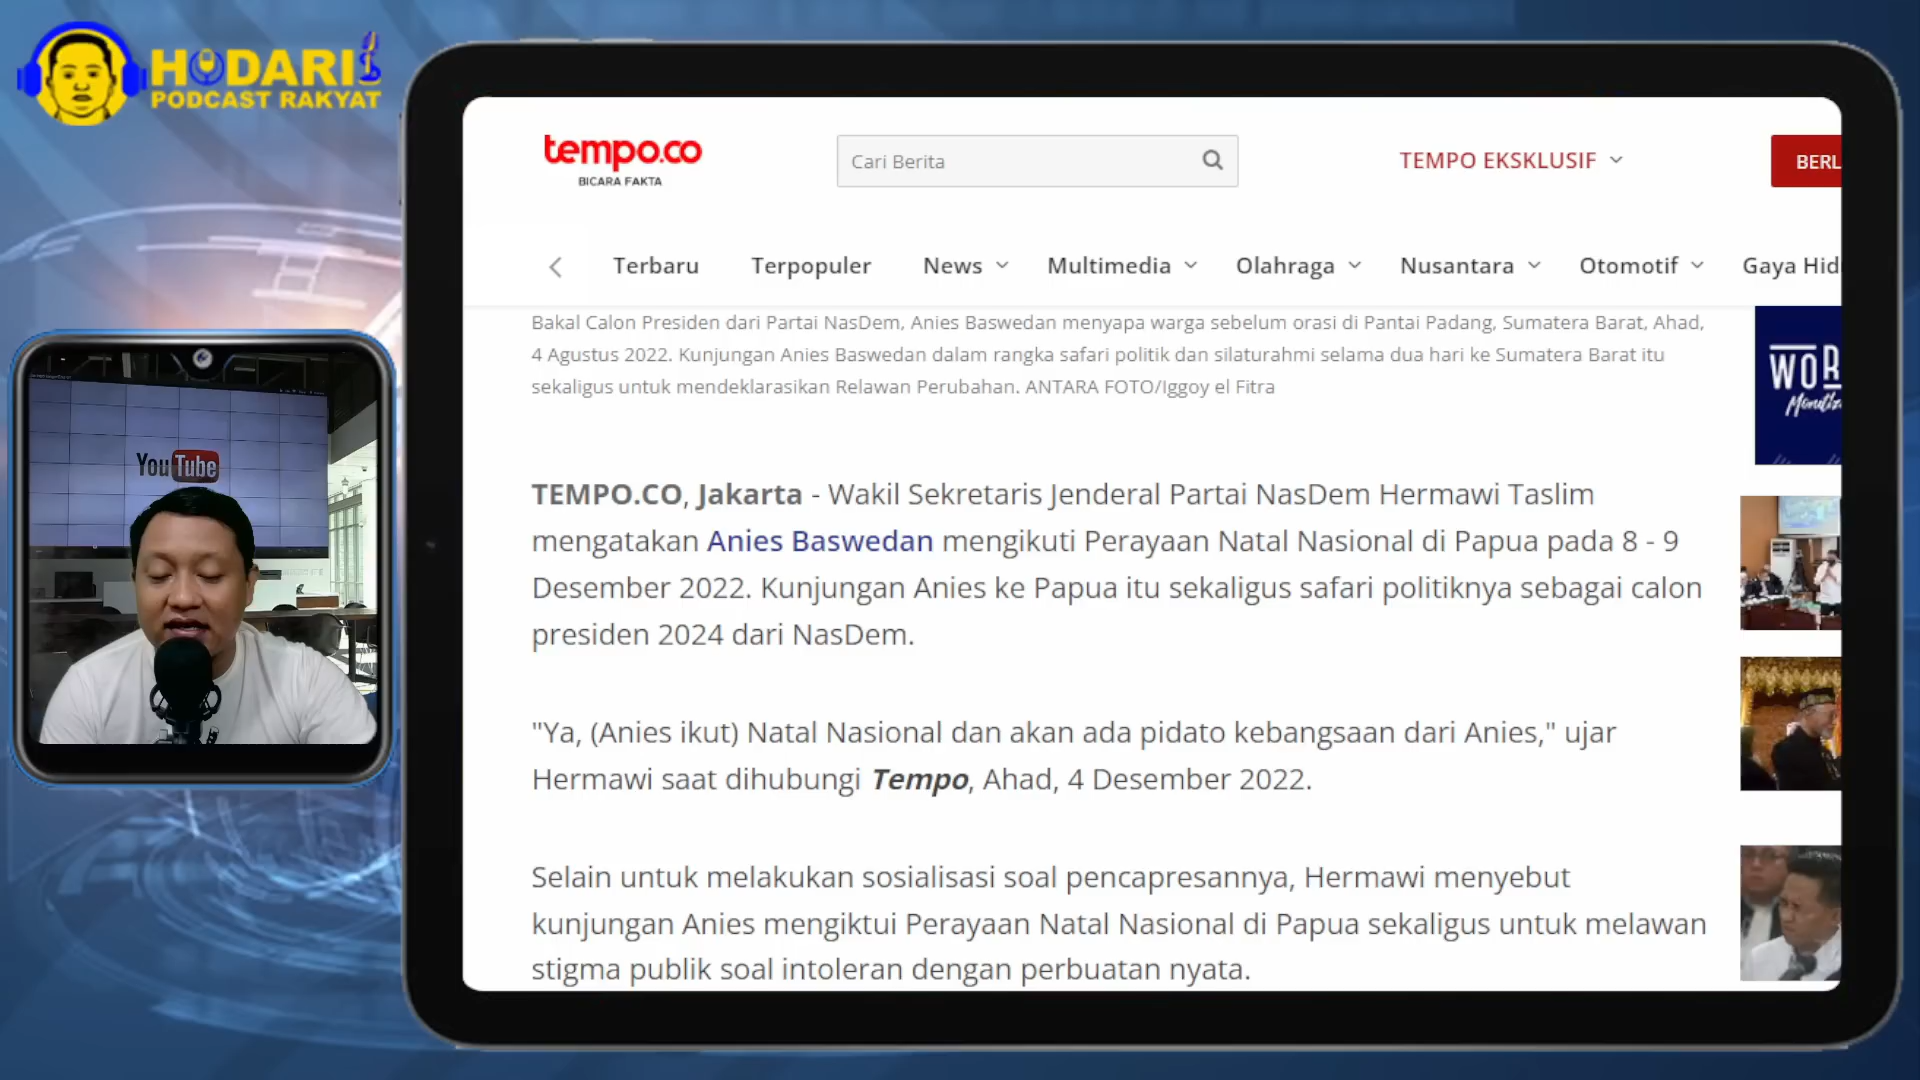 HODARI
PODCAST RAKYAT
tempo.co
BICARA FAKTA
Cari Berita
TEMPO EKSKLUSIF
BERL
Terbaru
Terpopuler
News
Multimedia
Olahraga
Nusantara
Otomotif
Gaya Hid
Bakal Calon Presiden dari Partai NasDem, Anies Baswedan menyapa warga sebelum orasi di Pantai Padang, Sumatera Barat, Ahad,
4 Agustus 2022. Kunjungan Anies Baswedan dalam rangka safari politik dan silaturahmi selama dua hari ke Sumatera Barat itu
sekaligus untuk mendeklarasikan Relawan Perubahan. ANTARA FOTO/Iggoy el Fitra
WOR
Monetiz
YouTube
TEMPO.CO, Jakarta - Wakil Sekretaris Jenderal Partai NasDem Hermawi Taslim
mengatakan Anies Baswedan mengikuti Perayaan Natal Nasional di Papua pada 8 - 9
Desember 2022. Kunjungan Anies ke Papua itu sekaligus safari politiknya sebagai calon
presiden 2024 dari NasDem.
"Ya, (Anies ikut) Natal Nasional dan akan ada pidato kebangsaan dari Anies," ujar
Hermawi saat dihubungi Tempo, Ahad, 4 Desember 2022.
Selain untuk melakukan sosialisasi soal pencapresannya, Hermawi menyebut
kunjungan Anies mengiktui Perayaan Natal Nasional di Papua sekaligus untuk melawan
stigma publik soal intoleran dengan perbuatan nyata.